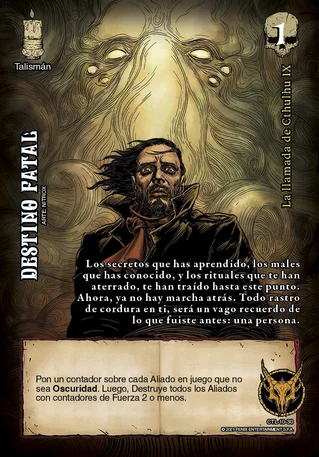 Talismán
1
La llamada de Cthulhu IX
DESTINO FATAL
ARTE: NITROX
Los secretos que has aprendido, los males
que has conocido, y los rituales que te han
aterrado, te han traído hasta este punto.
Ahora, ya no hay marcha atrás. Todo rastro
de cordura en ti, será un vago recuerdo de
lo que fuiste antes: una persona.
Pon un contador sobre cada Aliado en juego que no
sea Oscuridad. Luego, Destruye todos los Aliados
con contadores de Fuerza 2 o menos.
© 2021 FENIX ENTERTAINMENT S.P.A.